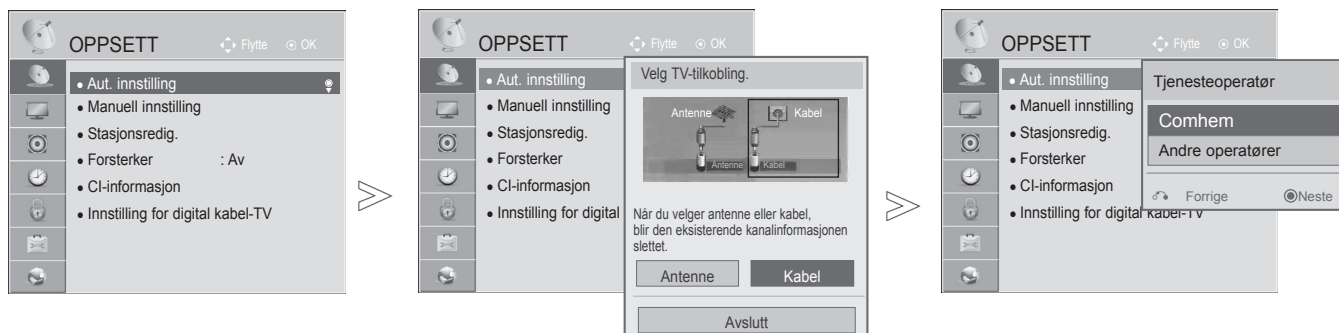 OPPSETT
Flytte OK
Aut. innstilling
Manuell innstilling
Stasjonsredig.
Forsterker : Av
CI-informasjon
Innstilling for digital kabel-TV
OPPSETT
Flytte OK
Aut. innstilling
Manuell innstilling
Stasjonsredig.
Forsterker
CI-informasjon
Innstilling for digital
Velg TV-tilkobling.
Antenne Kabel
Antenne Kabel
Når du velger antenne eller kabel,
blir den eksisterende kanalinformasjonen
slettet.
Antenne Kabel
Avslutt
OPPSETT
Flytte OK
Aut. innstilling
Manuell innstilling
Stasjonsredig.
Forsterker
CI-informasjon
Innstilling for digital kabel-TV
Tjenesteoperatør
Comhem
Andre operatører
Forrige Neste